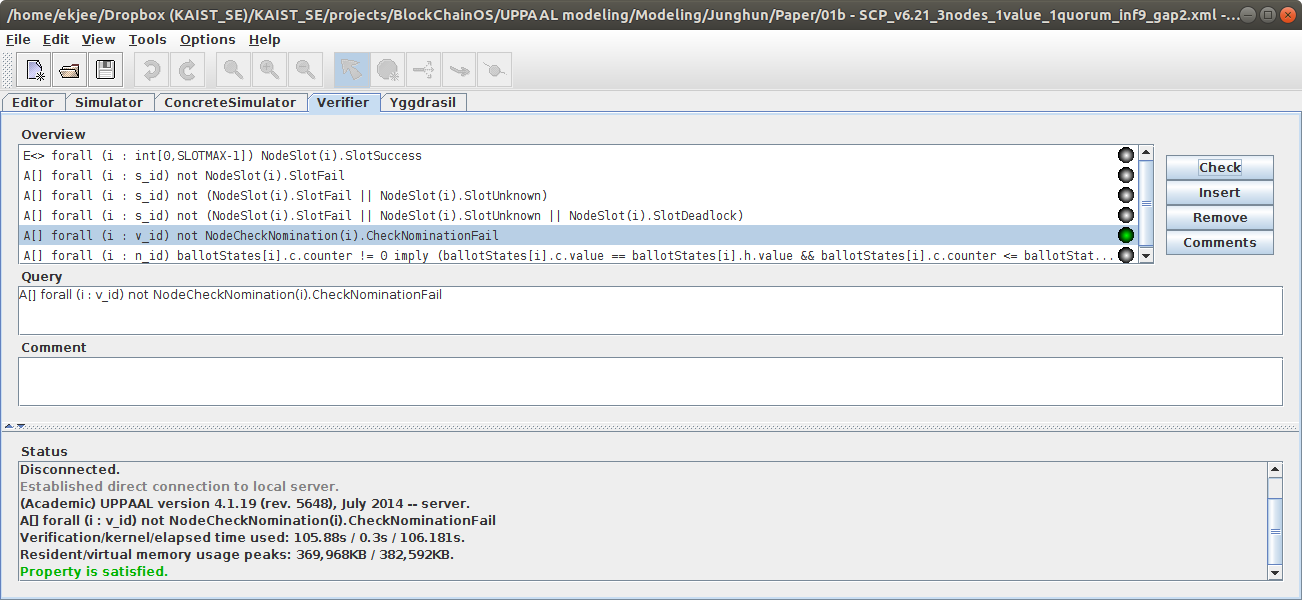 /home/ekjee/Dropbox (KAIST_SE)/KAIST_SE/projects/BlockChainOS/UPPAAL modeling/Modeling/Junghun/Paper/01b - SCP_v6.21_3nodes_1value_1quorum_inf9_gap2.xml -...
File Edit View Tools Options Help
Editor Simulator ConcreteSimulator Verifier Yggdrasil
Overview
E<> forall (i : int[0,SLOTMAX-1]) NodeSlot(i).SlotSuccess
A[] forall (i : s_id) not NodeSlot(i).SlotFail
A[] forall (i : s_id) not (NodeSlot(i).SlotFail || NodeSlot(i).SlotUnknown)
A[] forall (i : s_id) not (NodeSlot(i).SlotFail || NodeSlot(i).SlotUnknown || NodeSlot(i).SlotDeadlock)
A[] forall (i : v_id) not NodeCheckNomination(i).CheckNominationFail
A[] forall (i : n_id) ballotStates[i].c.counter != 0 imply (ballotStates[i].c.value == ballotStates[i].h.value && ballotStates[i].c.counter <= ballotStat...
Check
Insert
Remove
Comments
Query
A[] forall (i : v_id) not NodeCheckNomination(i).CheckNominationFail
Comment
Status
Disconnected.
Established direct connection to local server.
(Academic) UPPAAL version 4.1.19 (rev. 5648), July 2014 -- server.
A[] forall (i : v_id) not NodeCheckNomination(i).CheckNominationFail
Verification/kernel/elapsed time used: 105.88s / 0.3s / 106.181s.
Resident/virtual memory usage peaks: 369,968KB / 382,592KB.
Property is satisfied.